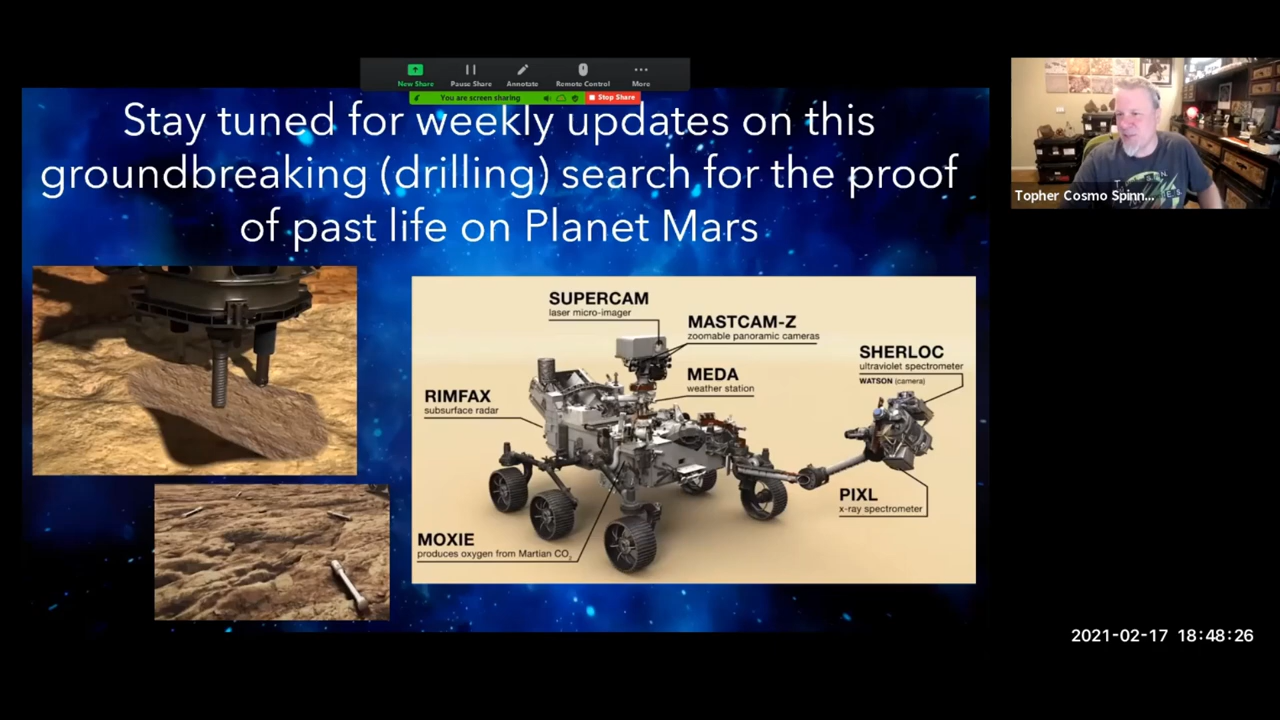 New Share
Pause Share
Annotate
Remote Control
More
You are screen sharing
Stop Share
Stay tuned for weekly updates on this
groundbreaking (drilling) search for the proof
of past life on Planet Mars
SUPERCAM
laser micro-imager
MASTCAM-Z
zoomable panoramic cameras
SHERLOC
ultraviolet spectrometer
WATSON (camera)
MEDA
weather station
RIMFAX
subsurface radar
PIXL
x-ray spectrometer
MOXIE
produces oxygen from Martian CO₂
Topher Cosmo Spinn...
2021-02-17 18:48:26